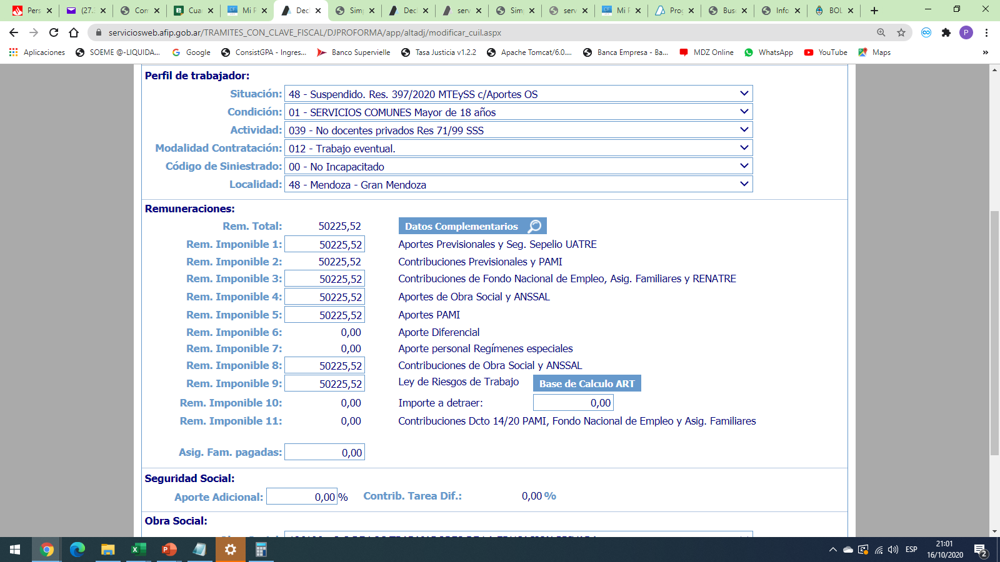 Pers
(27.
Con
Cua
Mi P
Decl
Simp
Decl
serv
Sim
serv
Mi P
Prog
Busc
Info
BOL
serviciosweb.afip.gob.ar/TRAMITES_CON_CLAVE_FISCAL/DJPROFORMA/app/altadj/modificar_cuil.aspx
P
Aplicaciones
SOEME @-LIQUIDA...
Google
ConsistGPA - Ingres...
Banco Supervielle
Tasa Justicia v1.2.2
Apache Tomcat/6.0....
Banca Empresa - Ba...
MDZ Online
WhatsApp
YouTube
Maps
»
Perfil de trabajador:
Situación: 48 - Suspendido. Res. 397/2020 MTEySS c/Aportes OS
Condición: 01 - SERVICIOS COMUNES Mayor de 18 años
Actividad: 039 - No docentes privados Res 71/99 SSS
Modalidad Contratación: 012 - Trabajo eventual.
Código de Siniestrado: 00 - No Incapacitado
Localidad: 48 - Mendoza - Gran Mendoza
Remuneraciones:
Rem. Total: 50225,52 Datos Complementarios
Rem. Imponible 1: 50225,52 Aportes Previsionales y Seg. Sepelio UATRE
Rem. Imponible 2: 50225,52 Contribuciones Previsionales y PAMI
Rem. Imponible 3: 50225,52 Contribuciones de Fondo Nacional de Empleo, Asig. Familiares y RENATRE
Rem. Imponible 4: 50225,52 Aportes de Obra Social y ANSSAL
Rem. Imponible 5: 50225,52 Aportes PAMI
Rem. Imponible 6: 0,00 Aporte Diferencial
Rem. Imponible 7: 0,00 Aporte personal Regímenes especiales
Rem. Imponible 8: 50225,52 Contribuciones de Obra Social y ANSSAL
Rem. Imponible 9: 50225,52 Ley de Riesgos de Trabajo Base de Calculo ART
Rem. Imponible 10: 0,00 Importe a detraer: 0,00
Rem. Imponible 11: 0,00 Contribuciones Dcto 14/20 PAMI, Fondo Nacional de Empleo y Asig. Familiares
Asig. Fam. pagadas: 0,00
Seguridad Social:
Aporte Adicional: 0,00 % Contrib. Tarea Dif.: 0,00 %
Obra Social:
ESP
21:01
16/10/2020
2